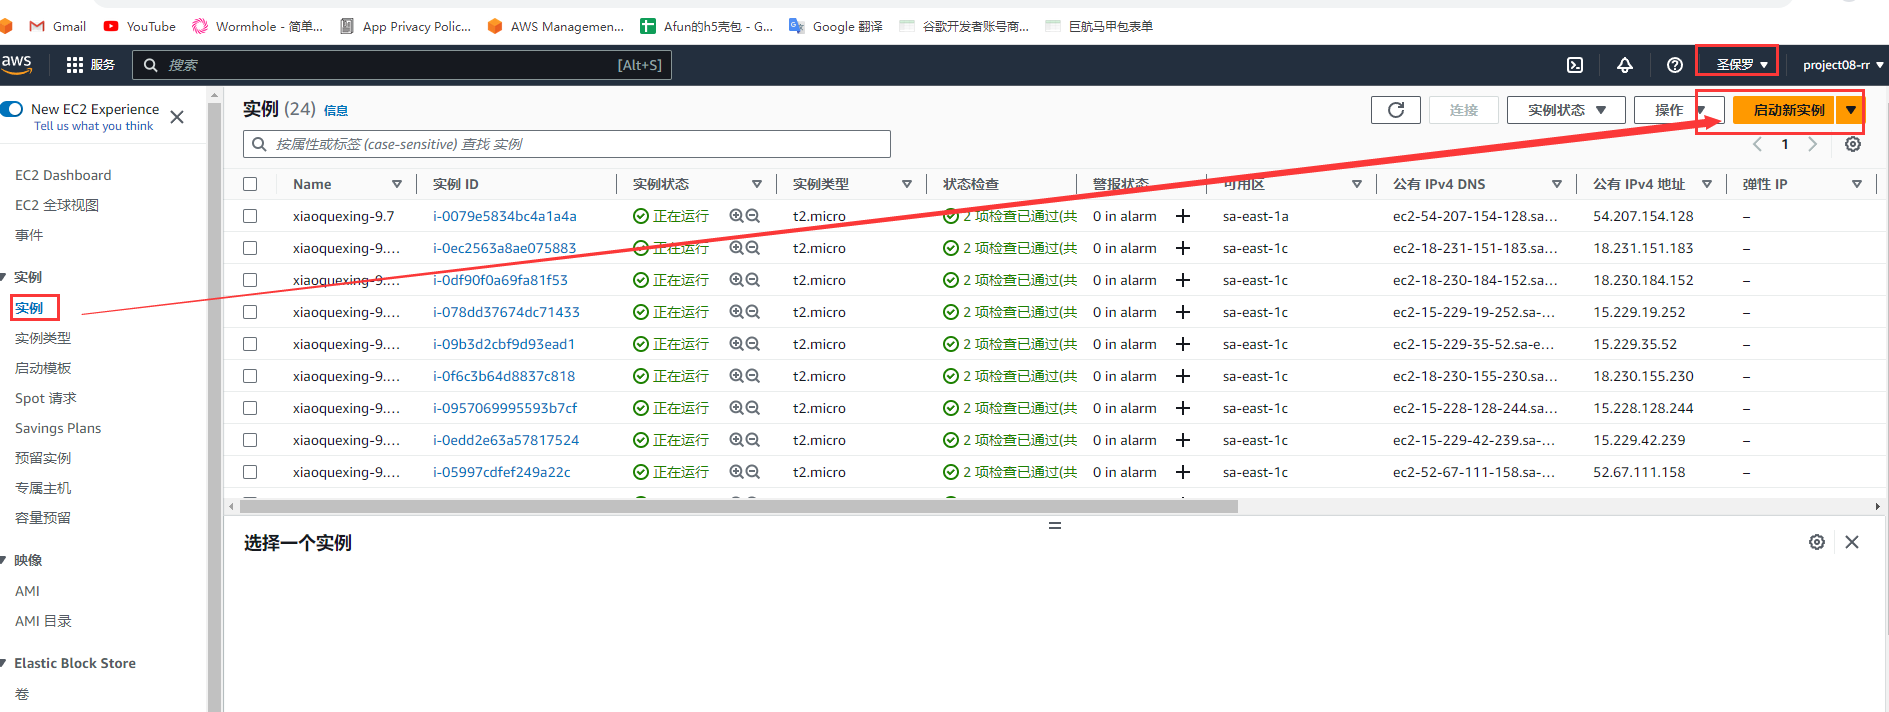 Gmail YouTube Wormhole - 简单... App Privacy Polic... AWS Managemen... Afun的h5壳包 - G... Google 翻译 谷歌开发者账号商... 巨航马甲包表单
aws 服务 搜索 [Alt+S] 圣保罗 project08-rr
New EC2 Experience
Tell us what you think
EC2 Dashboard
EC2 全球视图
事件
实例
实例
实例类型
启动模板
Spot 请求
Savings Plans
预留实例
专属主机
容量预留
映像
AMI
AMI 目录
Elastic Block Store
卷
实例 (24) 信息 连接 实例状态 操作 启动新实例
按属性或标签 (case-sensitive) 查找 实例 1
Name 实例 ID 实例状态 实例类型 状态检查 警报状态 可用区 公有 IPv4 DNS 公有 IPv4 地址 弹性 IP
xiaoquexing-9.7 i-0079e5834bc4a1a4a 正在运行 t2.micro 2 项检查已通过(共 0 in alarm + sa-east-1a ec2-54-207-154-128.sa... 54.207.154.128 –
xiaoquexing-9.... i-0ec2563a8ae075883 正在运行 t2.micro 2 项检查已通过(共 0 in alarm + sa-east-1c ec2-18-231-151-183.sa... 18.231.151.183 –
xiaoquexing-9.... i-0df90f0a69fa81f53 正在运行 t2.micro 2 项检查已通过(共 0 in alarm + sa-east-1c ec2-18-230-184-152.sa... 18.230.184.152 –
xiaoquexing-9.... i-078dd37674dc71433 正在运行 t2.micro 2 项检查已通过(共 0 in alarm + sa-east-1c ec2-15-229-19-252.sa-... 15.229.19.252 –
xiaoquexing-9.... i-09b3d2cbf9d93ead1 正在运行 t2.micro 2 项检查已通过(共 0 in alarm + sa-east-1c ec2-15-229-35-52.sa-e... 15.229.35.52 –
xiaoquexing-9.... i-0f6c3b64d8837c818 正在运行 t2.micro 2 项检查已通过(共 0 in alarm + sa-east-1c ec2-18-230-155-230.sa... 18.230.155.230 –
xiaoquexing-9.... i-0957069995593b7cf 正在运行 t2.micro 2 项检查已通过(共 0 in alarm + sa-east-1c ec2-15-228-128-244.sa... 15.228.128.244 –
xiaoquexing-9.... i-0edd2e63a57817524 正在运行 t2.micro 2 项检查已通过(共 0 in alarm + sa-east-1c ec2-15-229-42-239.sa-... 15.229.42.239 –
xiaoquexing-9.... i-05997cdfef249a22c 正在运行 t2.micro 2 项检查已通过(共 0 in alarm + sa-east-1c ec2-52-67-111-158.sa-... 52.67.111.158 –
选择一个实例